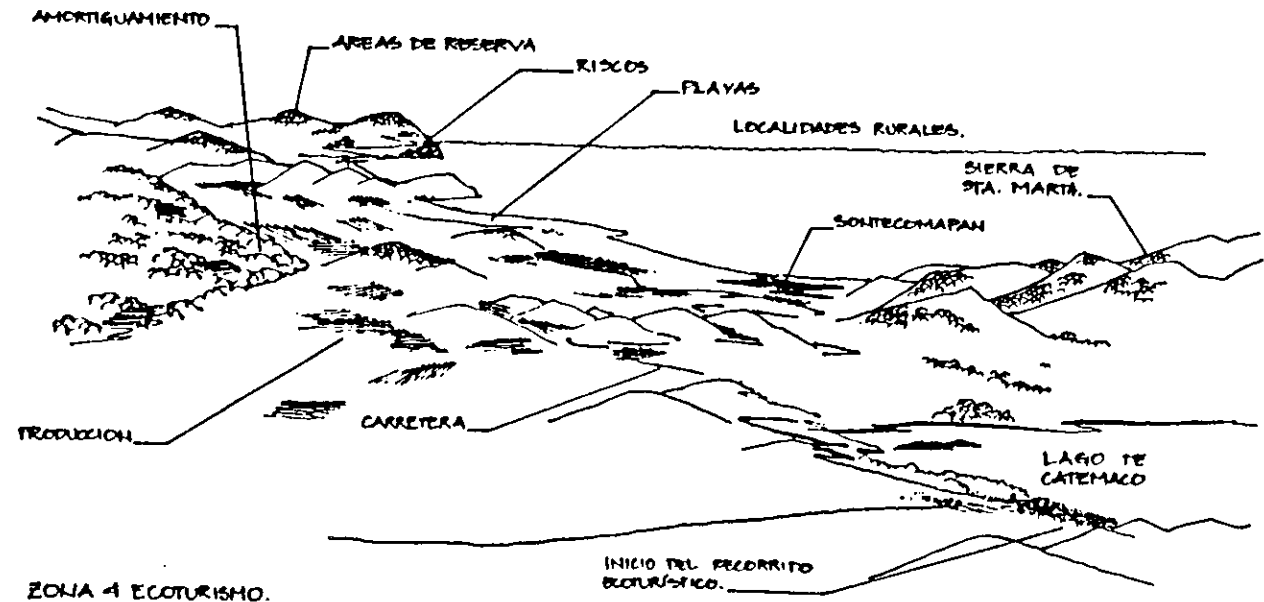 AMORTIGUAMIENTO
AREAS DE RESERVA
RISCOS
PLAYAS
LOCALIDADES RURALES.
SIERRA DE
STA. MARTA.
SONTECOMAPAN
PRODUCCION
CARRETERA
LAGO DE
CATEMACO
INICIO DEL RECORRITO
ECOTURISTICO.
ZONA 4 ECOTURISMO.